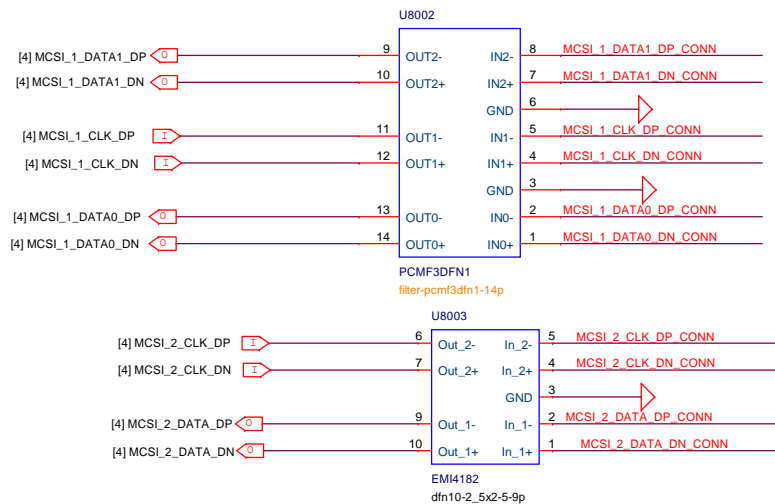 U8002
[4] MCSI_1_DATA1_DP O 9 OUT2- IN2- 8 MCSI_1_DATA1_DP_CONN
[4] MCSI_1_DATA1_DN O 10 OUT2+ IN2+ 7 MCSI_1_DATA1_DN_CONN
GND 6
[4] MCSI_1_CLK_DP I 11 OUT1- IN1- 5 MCSI_1_CLK_DP_CONN
[4] MCSI_1_CLK_DN I 12 OUT1+ IN1+ 4 MCSI_1_CLK_DN_CONN
GND 3
[4] MCSI_1_DATA0_DP O 13 OUT0- IN0- 2 MCSI_1_DATA0_DP_CONN
[4] MCSI_1_DATA0_DN O 14 OUT0+ IN0+ 1 MCSI_1_DATA0_DN_CONN
PCMF3DFN1
filter-pcmf3dfn1-14p
U8003
[4] MCSI_2_CLK_DP I 6 Out_2- In_2- 5 MCSI_2_CLK_DP_CONN
[4] MCSI_2_CLK_DN I 7 Out_2+ In_2+ 4 MCSI_2_CLK_DN_CONN
GND 3
[4] MCSI_2_DATA_DP O 9 Out_1- In_1- 2 MCSI_2_DATA_DP_CONN
[4] MCSI_2_DATA_DN O 10 Out_1+ In_1+ 1 MCSI_2_DATA_DN_CONN
EMI4182
dfn10-2_5x2-5-9p